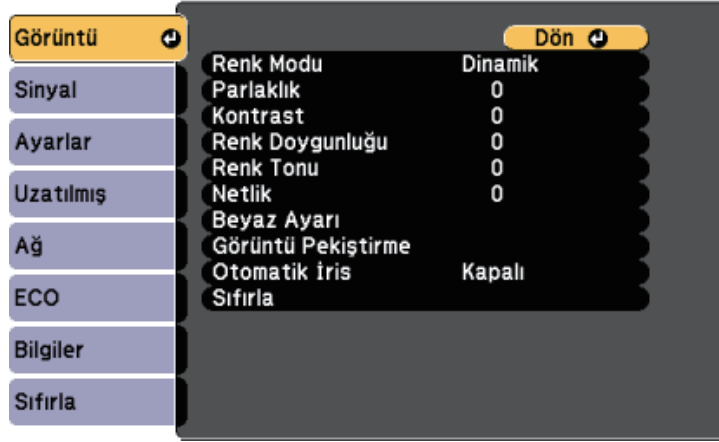 Görüntü
Sinyal
Ayarlar
Uzatılmış
Ağ
ECO
Bilgiler
Sıfırla
Dön
Renk Modu Dinamik
Parlaklık 0
Kontrast 0
Renk Doygunluğu 0
Renk Tonu 0
Netlik 0
Beyaz Ayarı
Görüntü Pekiştirme
Otomatik İris Kapalı
Sıfırla